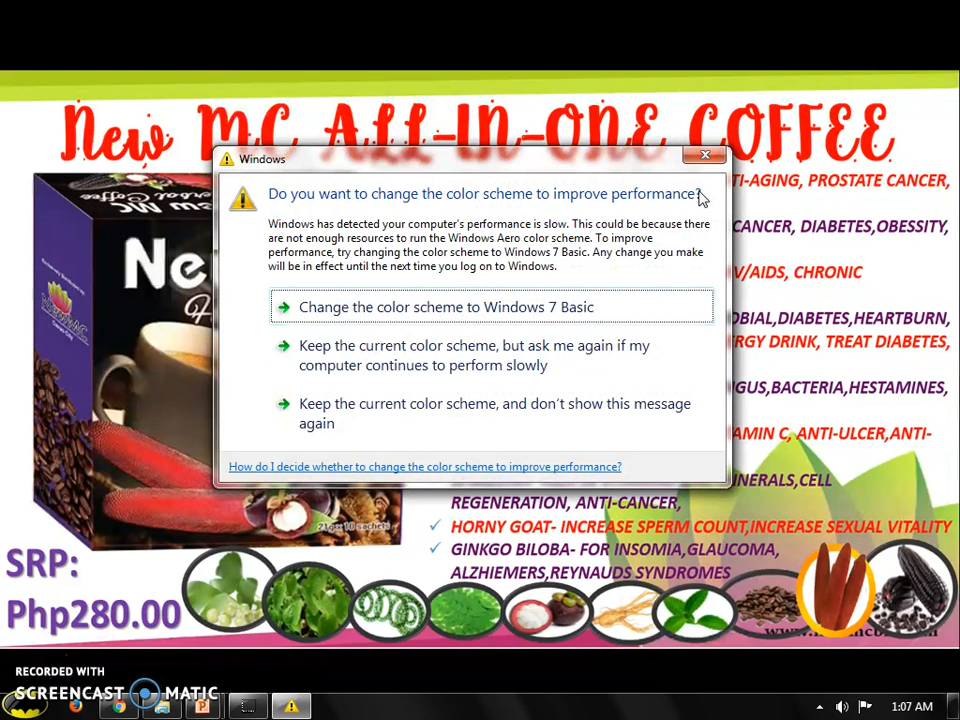 New MC ALL-IN-ONE COFFEE
Windows
Do you want to change the color scheme to improve performance?
Windows has detected your computer's performance is slow. This could be because there
are not enough resources to run the Windows Aero color scheme. To improve
performance, try changing the color scheme to Windows 7 Basic. Any change you make
will be in effect until the next time you log on to Windows.
Change the color scheme to Windows 7 Basic
Keep the current color scheme, but ask me again if my
computer continues to perform slowly
Keep the current color scheme, and don't show this message
again
How do I decide whether to change the color scheme to improve performance?
TI-AGING, PROSTATE CANCER,
CANCER, DIABETES,OBESSITY,
V/AIDS, CHRONIC
OBIAL,DIABETES,HEARTBURN,
RGY DRINK, TREAT DIABETES,
NGUS,BACTERIA,HESTAMINES,
AMIN C, ANTI-ULCER,ANTI-
INERALS,CELL
REGENERATION, ANTI-CANCER,
✓ HORNY GOAT- INCREASE SPERM COUNT,INCREASE SEXUAL VITALITY
✓ GINKGO BILOBA- FOR INSOMIA,GLAUCOMA,
ALZHIEMERS,REYNAUDS SYNDROMES
Ne
21g x 10 sachets
SRP:
Php280.00
RECORDED WITH
SCREENCAST MATIC
1:07 AM